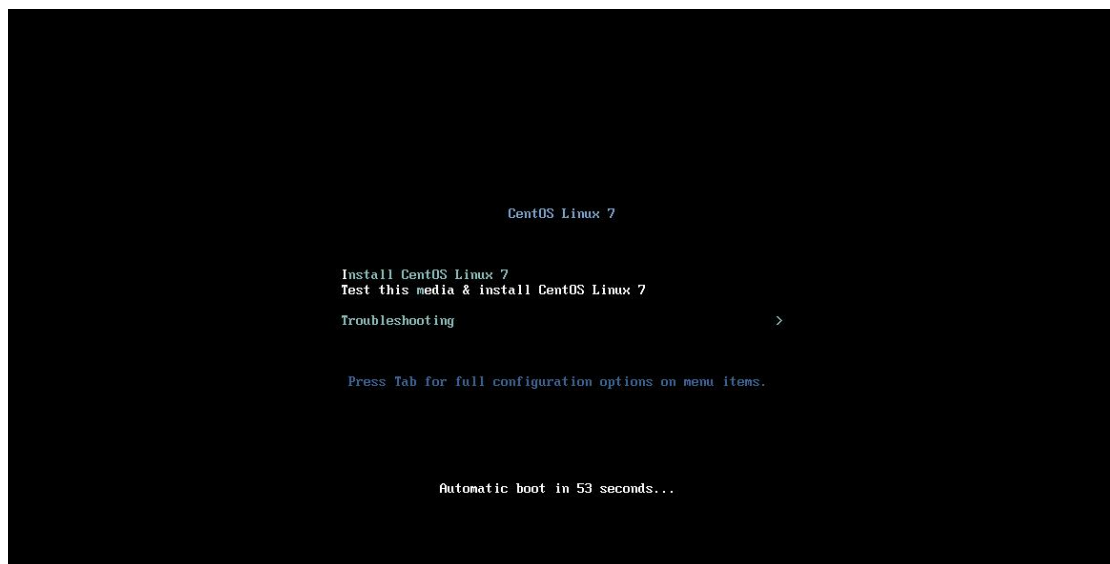 CentOS Linux 7
Install CentOS Linux 7
Test this media & install CentOS Linux 7
Troubleshooting >
Press Tab for full configuration options on menu items.
Automatic boot in 53 seconds...